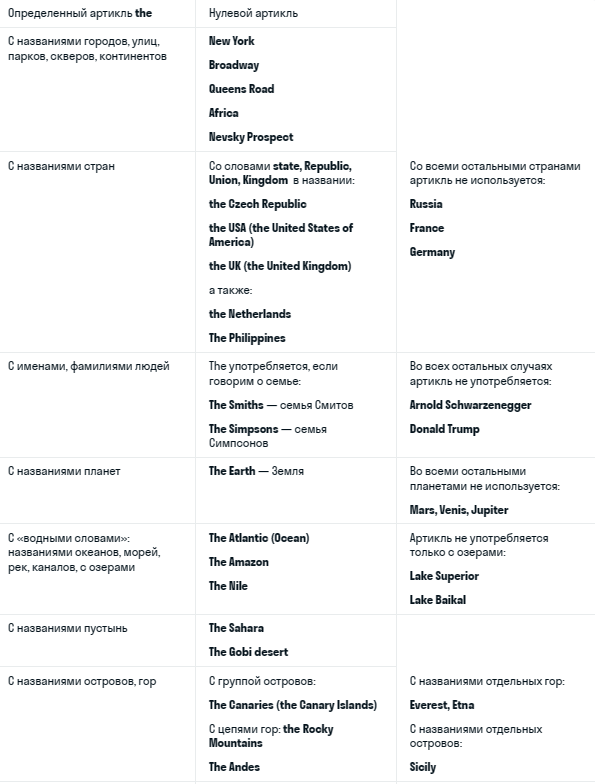 Определенный артикль the
Нулевой артикль
С названиями городов, улиц,
парков, скверов, континентов
New York
Broadway
Queens Road
Africa
Nevsky Prospect
С названиями стран
Со словами state, Republic,
Union, Kingdom в названии:
the Czech Republic
the USA (the United States of
America)
the UK (the United Kingdom)
а также:
the Netherlands
The Philippines
Со всеми остальными странами
артикль не используется:
Russia
France
Germany
С именами, фамилиями людей
The употребляется, если
говорим о семье:
The Smiths — семья Смитов
The Simpsons — семья
Симпсонов
Во всех остальных случаях
артикль не употребляется:
Arnold Schwarzenegger
Donald Trump
С названиями планет
The Earth — Земля
Во всеми остальными
планетами не используется:
Mars, Venis, Jupiter
С «водными словами»:
названиями океанов, морей,
рек, каналов, с озерами
The Atlantic (Ocean)
The Amazon
The Nile
Артикль не употребляется
только с озерами:
Lake Superior
Lake Baikal
С названиями пустынь
The Sahara
The Gobi desert
С названиями островов, гор
С группой островов:
The Canaries (the Canary Islands)
С цепями гор: the Rocky
Mountains
The Andes
С названиями отдельных гор:
Everest, Etna
С названиями отдельных
островов:
Sicily